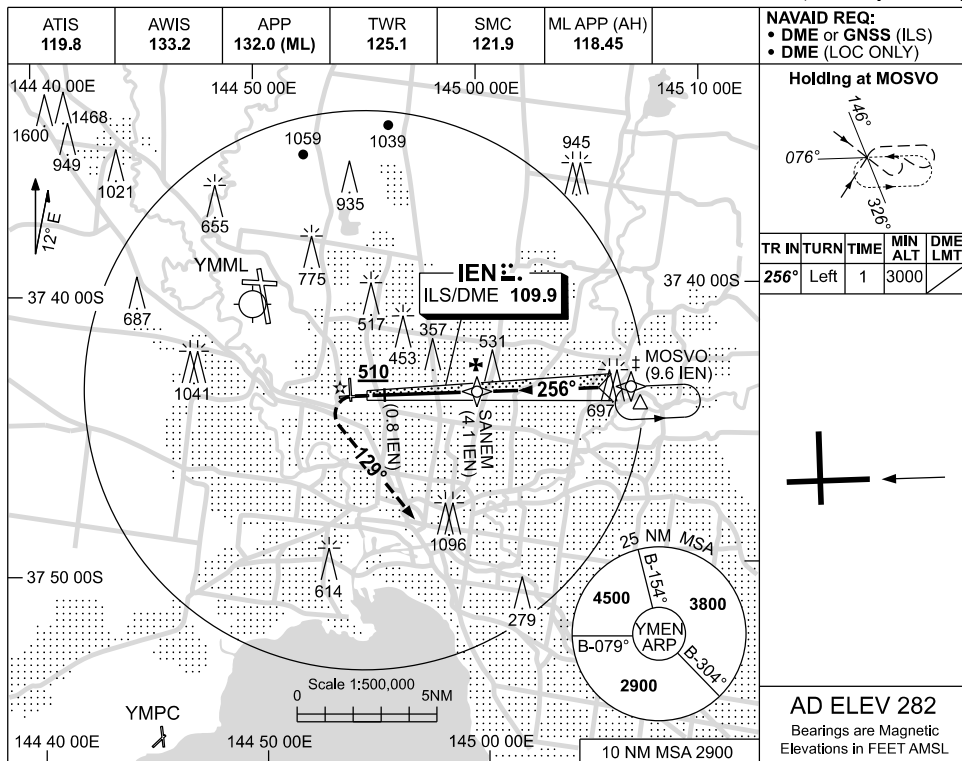 ATIS
119.8
AWIS
133.2
APP
132.0 (ML)
TWR
125.1
SMC
121.9
ML APP (AH)
118.45
NAVAID REQ:
• DME or GNSS (ILS)
• DME (LOC ONLY)
Holding at MOSVO
146°
076°
326°
TR IN TURN TIME MIN ALT DME LMT
256° Left 1 3000
144 40 00E
144 50 00E
145 00 00E
145 10 00E
1600
1468
949
1021
1059
1039
945
935
655
12° E
775
YMML
37 40 00S
37 40 00S
IEN
ILS/DME 109.9
687
517
453
357
531
1041
510
MOSVO
(9.6 IEN)
256°
697
(0.8 IEN)
SANEM
(4.1 IEN)
129°
1096
37 50 00S
614
279
25 NM MSA
B-154°
4500
3800
YMEN
ARP
B-079°
B-304°
2900
Scale 1:500,000
0 5NM
YMPC
144 40 00E
144 50 00E
145 00 00E
10 NM MSA 2900
AD ELEV 282
Bearings are Magnetic
Elevations in FEET AMSL